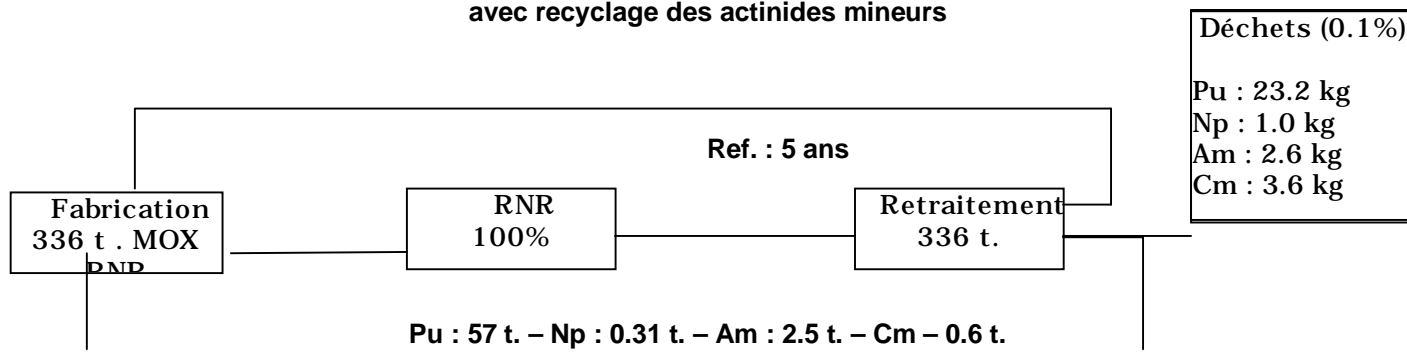 avec recyclage des actinides mineurs
Déchets (0.1%)
Pu : 23.2 kg
Np : 1.0 kg
Am : 2.6 kg
Cm : 3.6 kg
Ref. : 5 ans
Fabrication
336 t . MOX
RNR
RNR
100%
Retraitement
336 t.
Pu : 57 t. – Np : 0.31 t. – Am : 2.5 t. – Cm – 0.6 t.